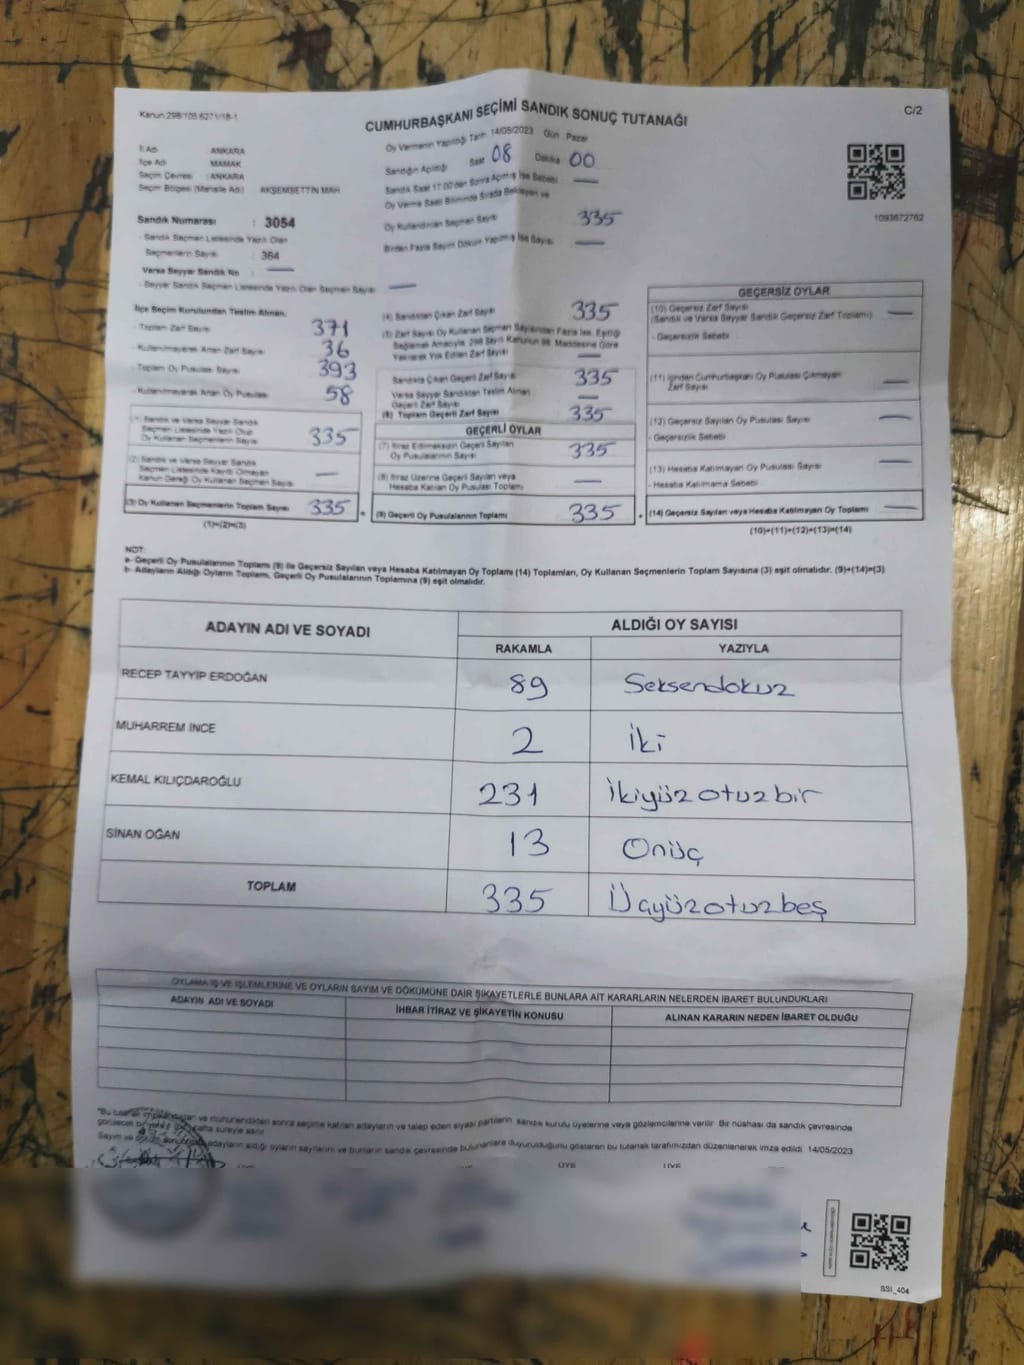 Kanun:298/105 6271/18-1
CUMHURBAŞKANI SEÇİMİ SANDIK SONUÇ TUTANAĞI
C/2
Oy Vermenin Yapıldığı Tarih 14/05/2023 Gün Pazar
İl Adı ANKARA
İlçe Adı MAMAK
Seçim Çevresi : ANKARA
Seçim Bölgesi (Mahalle Adı) AKŞEMSETTİN MAH
Sandığın Açıldığı Saat 08 Dakika 00
Sandık Saat 17:00'den Sonra Açılmış İse Sebebi —
Oy Verme Saati Bitiminde Sırada Bekleyen ve
Oy Kullandırılan Seçmen Sayısı 335
Birden Fazla Sayım Döküm Yapılmış İse Sayısı —
1093672762
Sandık Numarası : 3054
- Sandık Seçmen Listesinde Yazılı Olan
Seçmenlerin Sayısı : 364
Varsa Seyyar Sandık No : —
- Seyyar Sandık Seçmen Listesinde Yazılı Olan Seçmen Sayısı —
İlçe Seçim Kurulundan Teslim Alınan;
- Toplam Zarf Sayısı 371
- Kullanılmayarak Artan Zarf Sayısı 36
- Toplam Oy Pusulası Sayısı 393
- Kullanılmayarak Artan Oy Pusulası 58
(1) Sandık ve Varsa Seyyar Sandık
Seçmen Listesinde Yazılı Olup
Oy Kullanan Seçmenlerin Sayısı 335
(2) Sandık ve Varsa Seyyar Sandık
Seçmen Listesinde Kaydı Olmayan
Kanun Gereği Oy Kullanan Seçmen Sayısı —
(3) Oy Kullanan Seçmenlerin Toplam Sayısı 335 =
(1)+(2)=(3)
(4) Sandıktan Çıkan Zarf Sayısı 335
(5) Zarf Sayısı Oy Kullanan Seçmen Sayısından Fazla İse, Eşitliği
Sağlamak Amacıyla, 298 Sayılı Kanunun 98. Maddesine Göre
Yakılarak Yok Edilen Zarf Sayısı —
Sandıkta Çıkan Geçerli Zarf Sayısı 335
Varsa Seyyar Sandıktan Teslim Alınan
Geçerli Zarf Sayısı —
(6) Toplam Geçerli Zarf Sayısı 335
GEÇERLİ OYLAR
(7) İtiraz Edilmeksizin Geçerli Sayılan
Oy Pusulalarının Sayısı 335
(8) İtiraz Üzerine Geçerli Sayılan veya
Hesaba Katılan Oy Pusulası Toplamı —
(9) Geçerli Oy Pusulalarının Toplamı 335 +
GEÇERSİZ OYLAR
(10) Geçersiz Zarf Sayısı
(Sandık ve Varsa Seyyar Sandık Geçersiz Zarf Toplamı) —
- Geçersizlik Sebebi
(11) İçinden Cumhurbaşkanı Oy Pusulası Çıkmayan
Zarf Sayısı —
(12) Geçersiz Sayılan Oy Pusulası Sayısı —
- Geçersizlik Sebebi
(13) Hesaba Katılmayan Oy Pusulası Sayısı —
- Hesaba Katılmama Sebebi
(14) Geçersiz Sayılan veya Hesaba Katılmayan Oy Toplamı —
(10)+(11)+(12)+(13)=(14)
NOT:
a- Geçerli Oy Pusulalarının Toplamı (9) ile Geçersiz Sayılan veya Hesaba Katılmayan Oy Toplamı (14) Toplamları, Oy Kullanan Seçmenlerin Toplam Sayısına (3) eşit olmalıdır. (9)+(14)=(3)
b- Adayların Aldığı Oyların Toplamı, Geçerli Oy Pusulalarının Toplamına (9) eşit olmalıdır.
ADAYIN ADI VE SOYADI ALDIĞI OY SAYISI
RAKAMLA YAZIYLA
RECEP TAYYİP ERDOĞAN 89 Seksendokuz
MUHARREM İNCE 2 İki
KEMAL KILIÇDAROĞLU 231 İkiyüzotuzbir
SİNAN OĞAN 13 Onüç
TOPLAM 335 Üçyüzotuzbeş
OYLAMA İŞ VE İŞLEMLERİNE VE OYLARIN SAYIM VE DÖKÜMÜNE DAİR ŞİKAYETLERLE BUNLARA AİT KARARLARIN NELERDEN İBARET BULUNDUKLARI
ADAYIN ADI VE SOYADI İHBAR İTİRAZ VE ŞİKAYETİN KONUSU ALINAN KARARIN NEDEN İBARET OLDUĞU
"Bu tutanak ve mühürlendikten sonra seçime katılan adayların ve talep eden siyasi partilerin sandık kurulu üyelerine veya gözlemcilerine verilir. Bir nüshası da sandık çevresinde
görülecek bir yere bir hafta süreyle asılır.
Sayım ve döküm adayların aldığı oyların sayılarını ve bunların sandık çevresinde bulunanlara duyurulduğunu gösteren bu tutanak tarafımızdan düzenlenerek imza edildi. 14/05/2023
ÜYE ÜYE
SSI_404